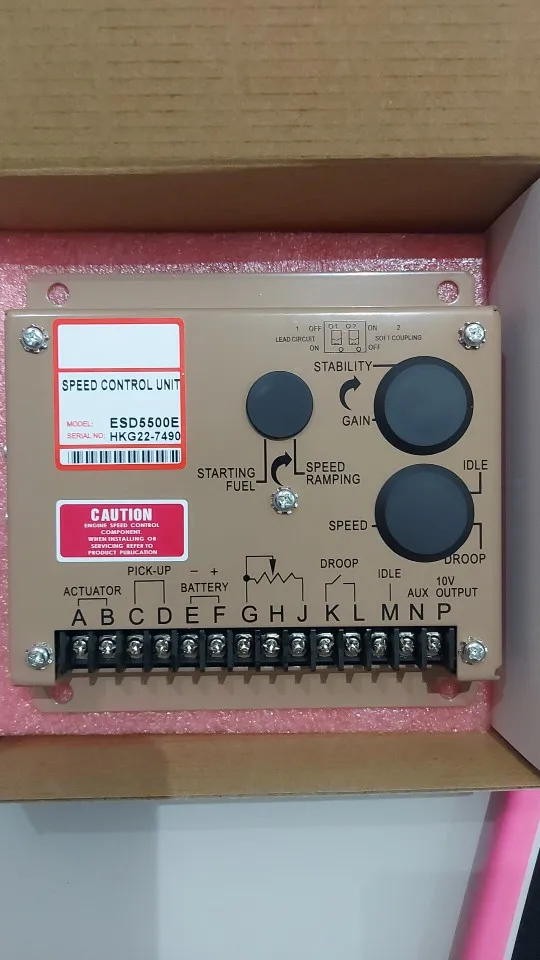 1 OFF O1 O2 ON 2
LEAD CIRCUIT SOFT COUPLING
ON OFF
STABILITY
GAIN
SPEED CONTROL UNIT
MODEL: ESD5500E
SERIAL NO: HKG22-7490
STARTING
FUEL
SPEED
RAMPING
IDLE
SPEED
DROOP
CAUTION
ENGINE SPEED CONTROL
COMPONENT.
WHEN INSTALLING OR
SERVICING REFER TO
PRODUCT PUBLICATION
PICK-UP
ACTUATOR
− +
BATTERY
DROOP
IDLE
AUX
10V
OUTPUT
A B C D E F G H J K L M N P